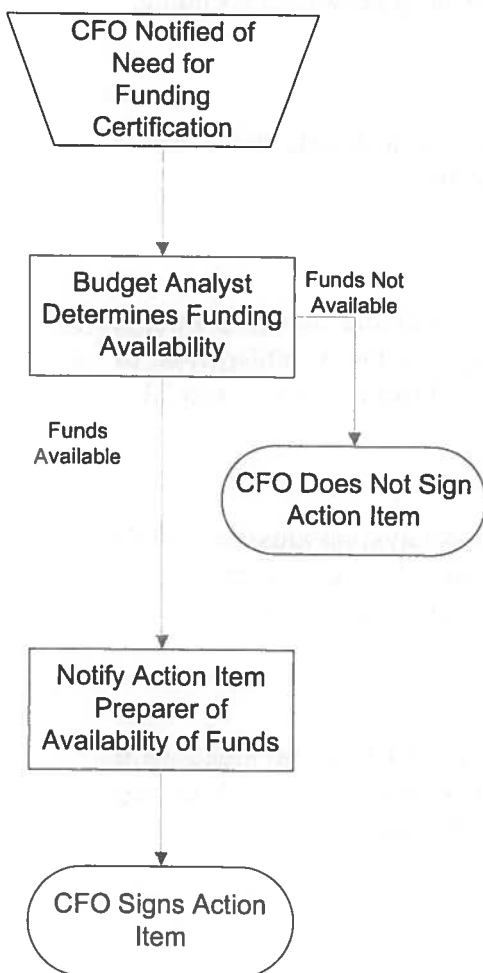 CFO Notified of
Need for
Funding
Certification
Budget Analyst
Determines Funding
Availability
Funds Not
Available
Funds
Available
CFO Does Not Sign
Action Item
Notify Action Item
Preparer of
Availability of Funds
CFO Signs Action
Item